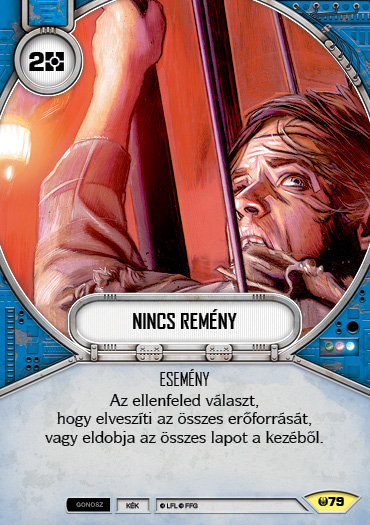 2
NINCS REMÉNY
ESEMÉNY
Az ellenfeled választ,
hogy elveszíti az összes erőforrását,
vagy eldobja az összes lapot a kezéből.
GONOSZ KÉK © LFL © FFG 79